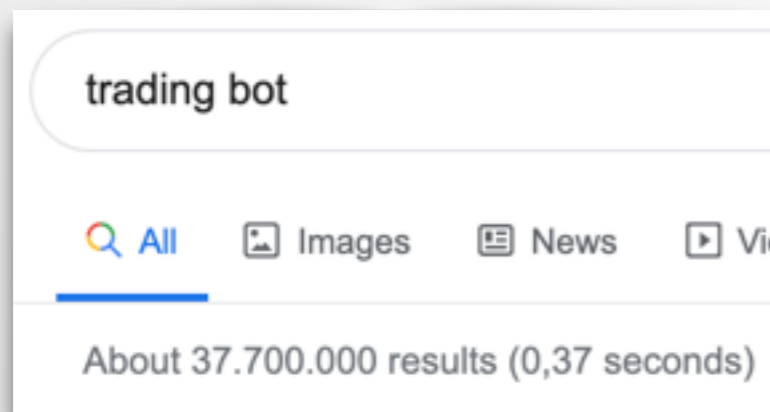 trading bot
All Images News
About 37.700.000 results (0,37 seconds)